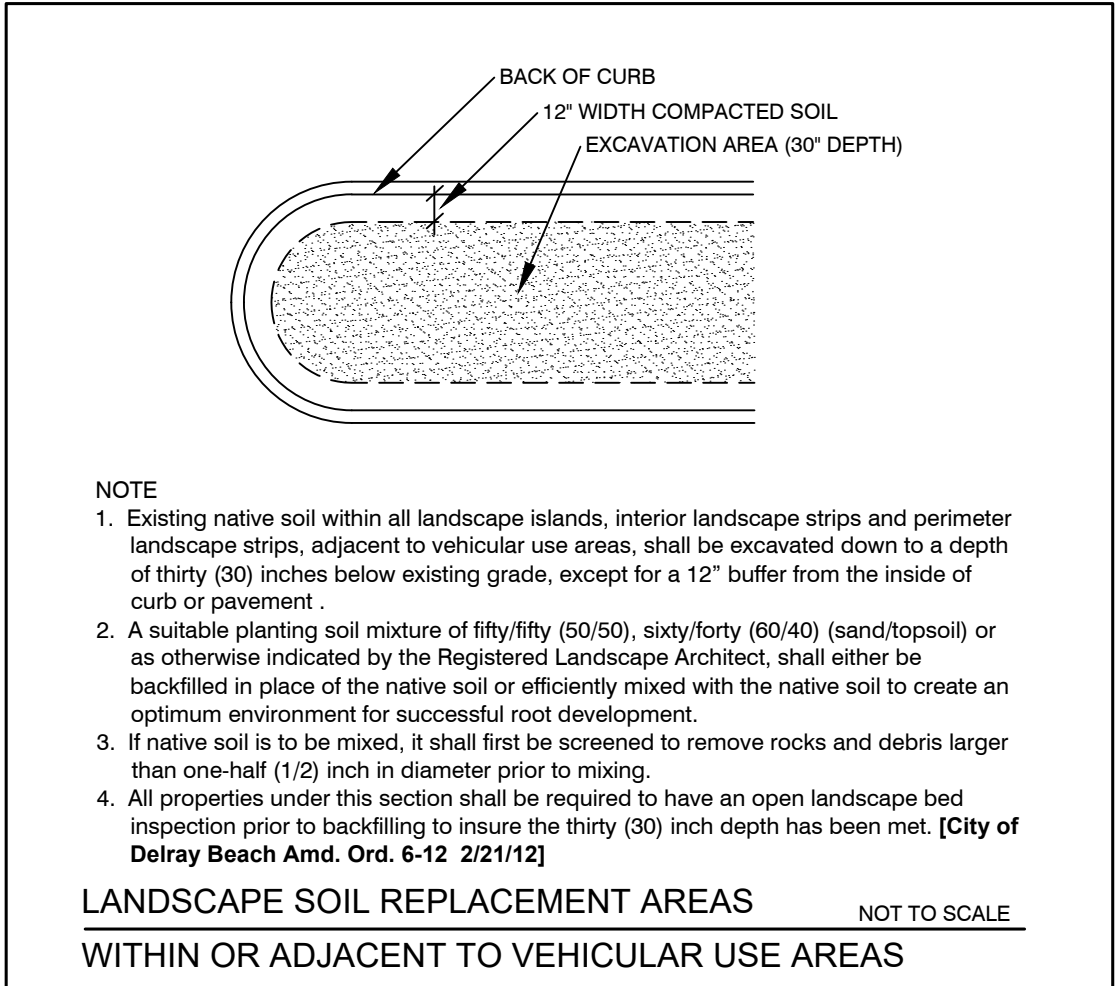 BACK OF CURB
12" WIDTH COMPACTED SOIL
EXCAVATION AREA (30" DEPTH)
NOTE
1. Existing native soil within all landscape islands, interior landscape strips and perimeter
landscape strips, adjacent to vehicular use areas, shall be excavated down to a depth
of thirty (30) inches below existing grade, except for a 12” buffer from the inside of
curb or pavement .
2. A suitable planting soil mixture of fifty/fifty (50/50), sixty/forty (60/40) (sand/topsoil) or
as otherwise indicated by the Registered Landscape Architect, shall either be
backfilled in place of the native soil or efficiently mixed with the native soil to create an
optimum environment for successful root development.
3. If native soil is to be mixed, it shall first be screened to remove rocks and debris larger
than one-half (1/2) inch in diameter prior to mixing.
4. All properties under this section shall be required to have an open landscape bed
inspection prior to backfilling to insure the thirty (30) inch depth has been met. [City of
Delray Beach Amd. Ord. 6-12 2/21/12]
LANDSCAPE SOIL REPLACEMENT AREAS
NOT TO SCALE
WITHIN OR ADJACENT TO VEHICULAR USE AREAS